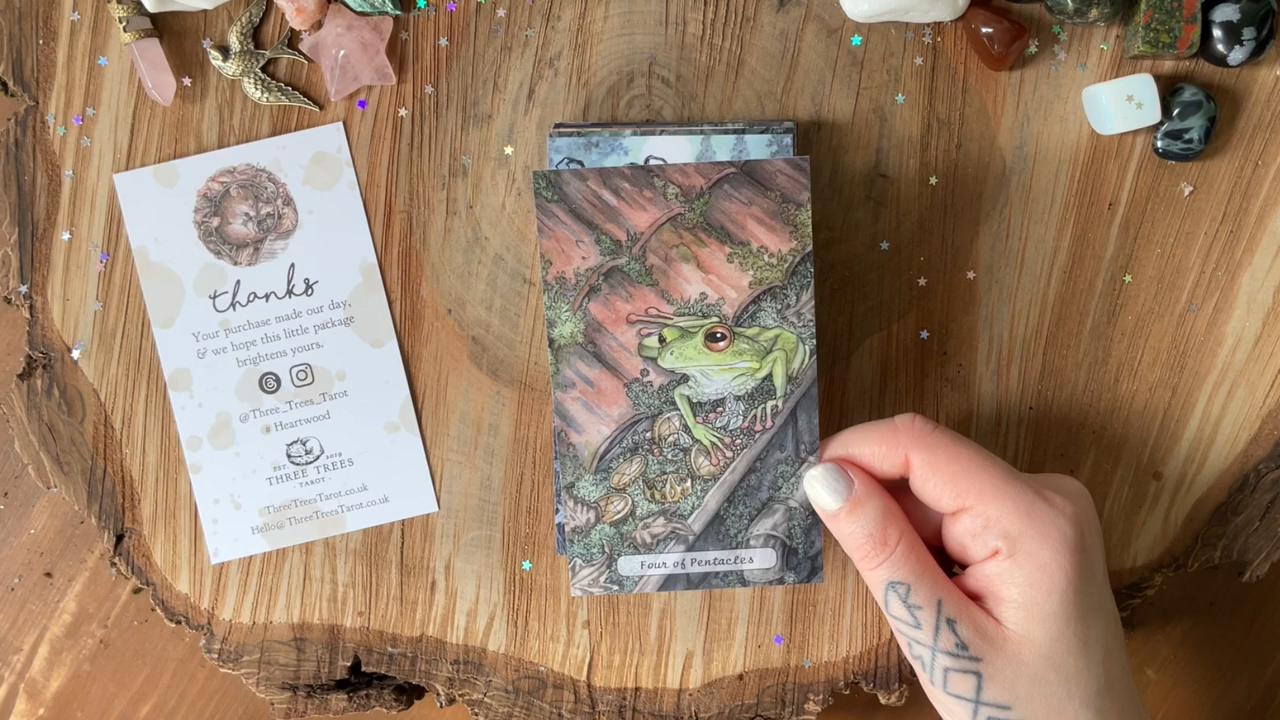 thanks
Your purchase made our day,
& we hope this little package
brightens yours.
@Three_Trees_Tarot
# Heartwood
EST. 2019
THREE TREES
· TAROT ·
ThreeTreesTarot.co.uk
Hello@ThreeTreesTarot.co.uk
Four of Pentacles